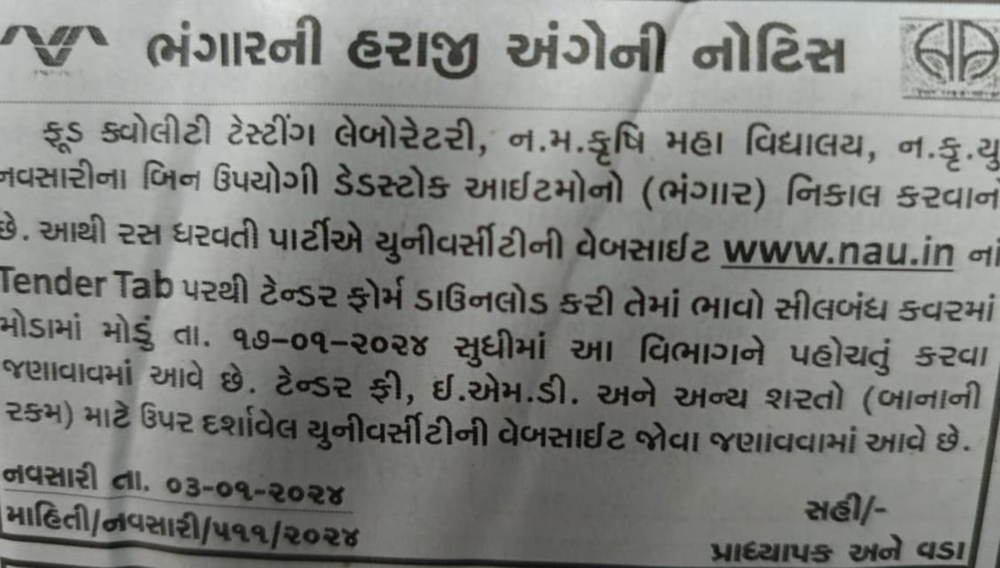 ભંગારની હરાજી અંગેની નોટિસ
ફૂડ ક્વોલીટી ટેસ્ટીંગ લેબોરેટરી, ન.મ.કૃષિ મહા વિદ્યાલય, ન.કૃ.યુ
નવસારીના બિન ઉપયોગી ડેડસ્ટોક આઈટમોનો (ભંગાર) નિકાલ કરવાનો
છે. આથી રસ ધરવતી પાર્ટીએ યુનીવર્સીટીની વેબસાઈટ www.nau.in નાં
Tender Tab પરથી ટેન્ડર ફોર્મ ડાઉનલોડ કરી તેમાં ભાવો સીલબંધ કવરમાં
મોડામાં મોડું તા. ૧૭-૦૧-૨૦૨૪ સુધીમાં આ વિભાગને પહોચતું કરવા
જણાવાવમાં આવે છે. ટેન્ડર ફી, ઈ.એમ.ડી. અને અન્ય શરતો (બાનાની
રકમ) માટે ઉપર દર્શાવેલ યુનીવર્સીટીની વેબસાઈટ જોવા જણાવવામાં આવે છે.
નવસારી તા. ૦૩-૦૧-૨૦૨૪
માહિતી/નવસારી/૫૧૧/૨૦૨૪
સહી/-
પ્રાધ્યાપક અને વડા